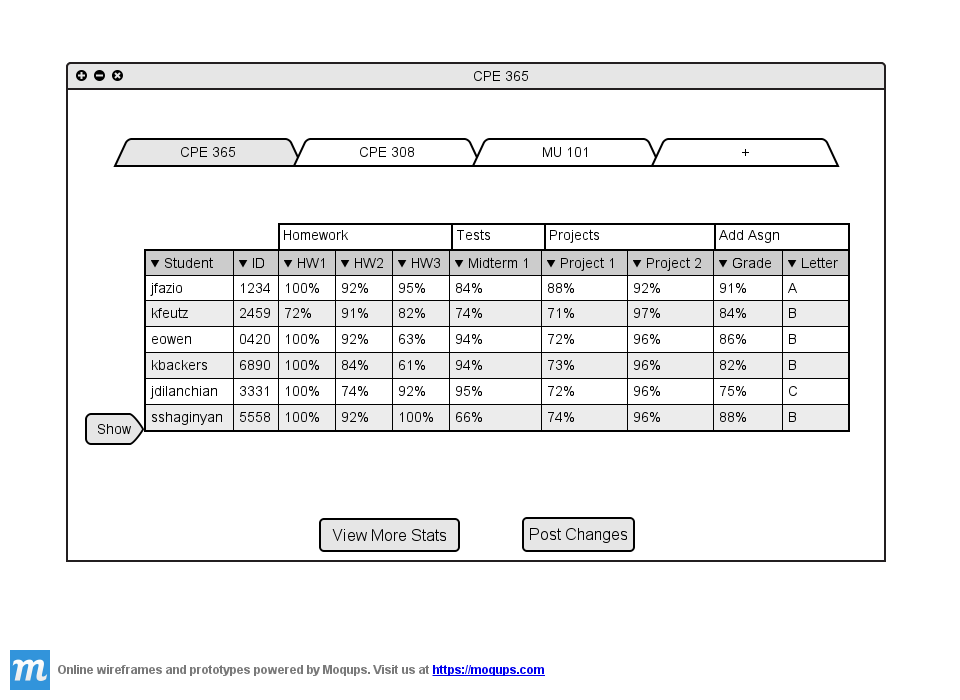 CPE 365
CPE 365 CPE 308 MU 101 +
Homework Tests Projects Add Asgn
▼ Student ▼ ID ▼ HW1 ▼ HW2 ▼ HW3 ▼ Midterm 1 ▼ Project 1 ▼ Project 2 ▼ Grade ▼ Letter
jfazio 1234 100% 92% 95% 84% 88% 92% 91% A
kfeutz 2459 72% 91% 82% 74% 71% 97% 84% B
eowen 0420 100% 92% 63% 94% 72% 96% 86% B
kbackers 6890 100% 84% 61% 94% 73% 96% 82% B
jdilanchian 3331 100% 74% 92% 95% 72% 96% 75% C
sshaginyan 5558 100% 92% 100% 66% 74% 96% 88% B
Show
View More Stats Post Changes
m Online wireframes and prototypes powered by Moqups. Visit us at https://moqups.com